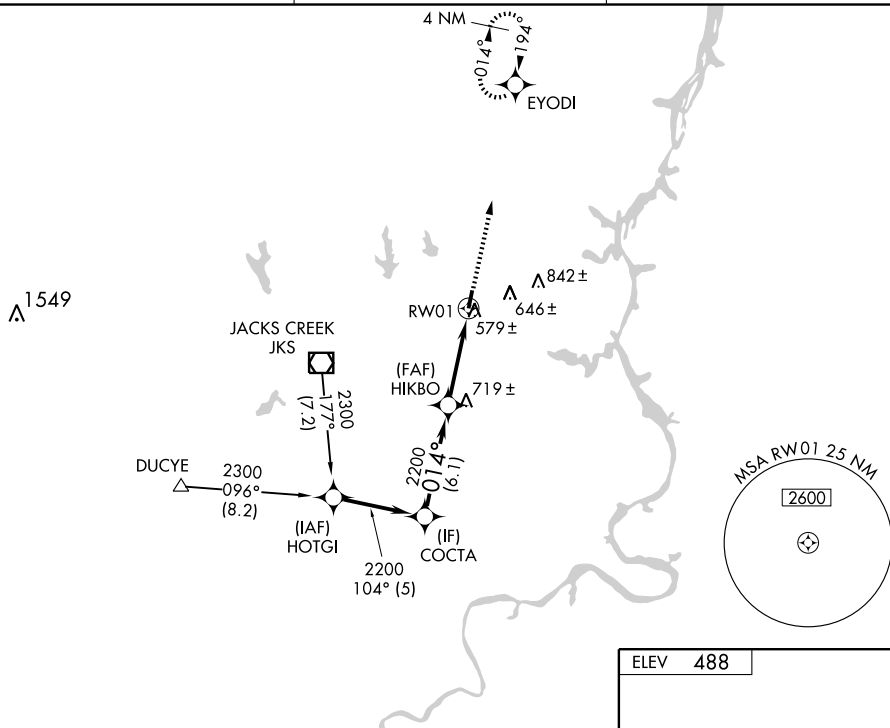 4 NM
014°
194°
EYODI
1549
842±
646±
RW01
579±
JACKS CREEK
JKS
(FAF)
HIKBO
719±
2300
177°
(7.2)
2200
014°
(6.1)
DUCYE
2300
096°
(8.2)
(IAF)
HOTGI
(IF)
COCTA
2200
104° (5)
MSA RW01 25 NM
2600
ELEV 488